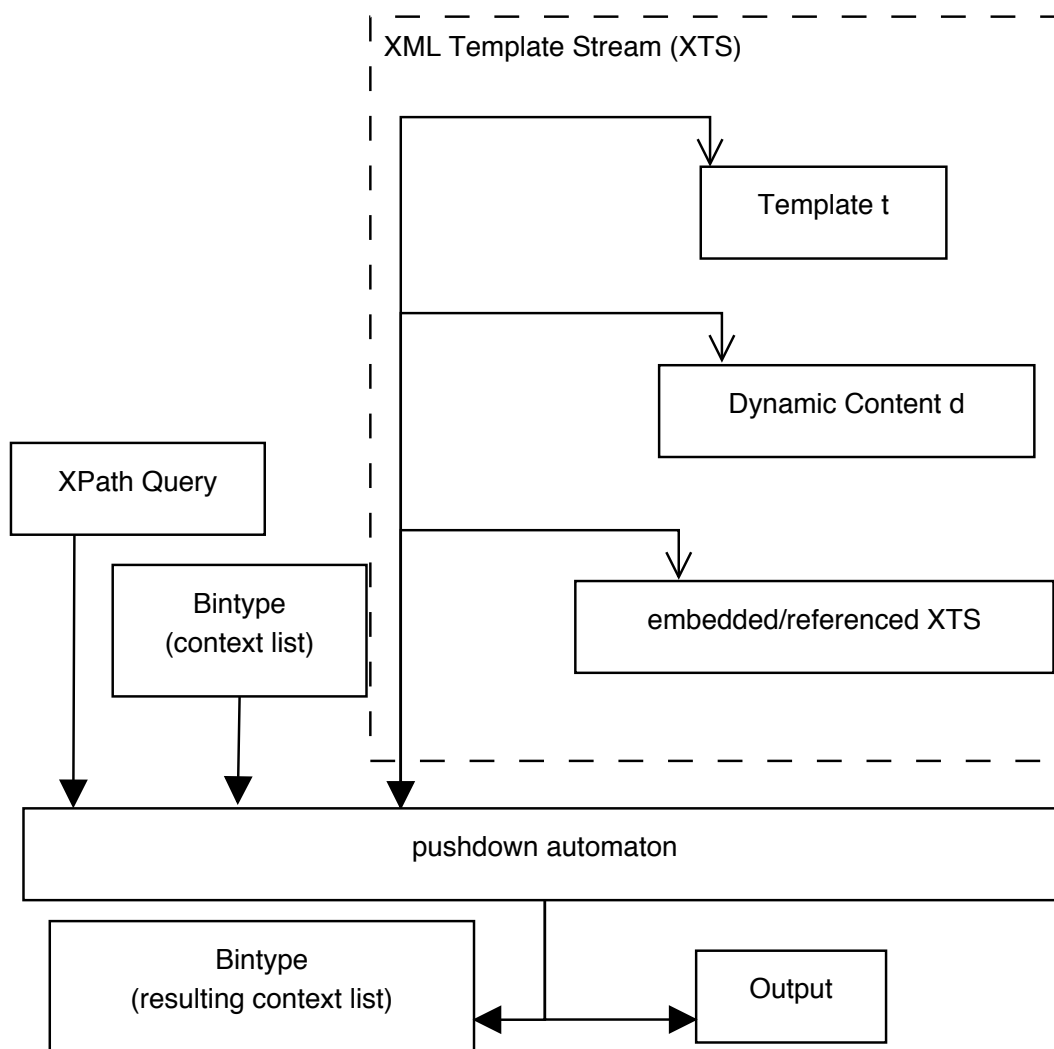 XML Template Stream (XTS)
Template t
Dynamic Content d
XPath Query
Bintype
(context list)
embedded/referenced XTS
pushdown automaton
Bintype
(resulting context list)
Output